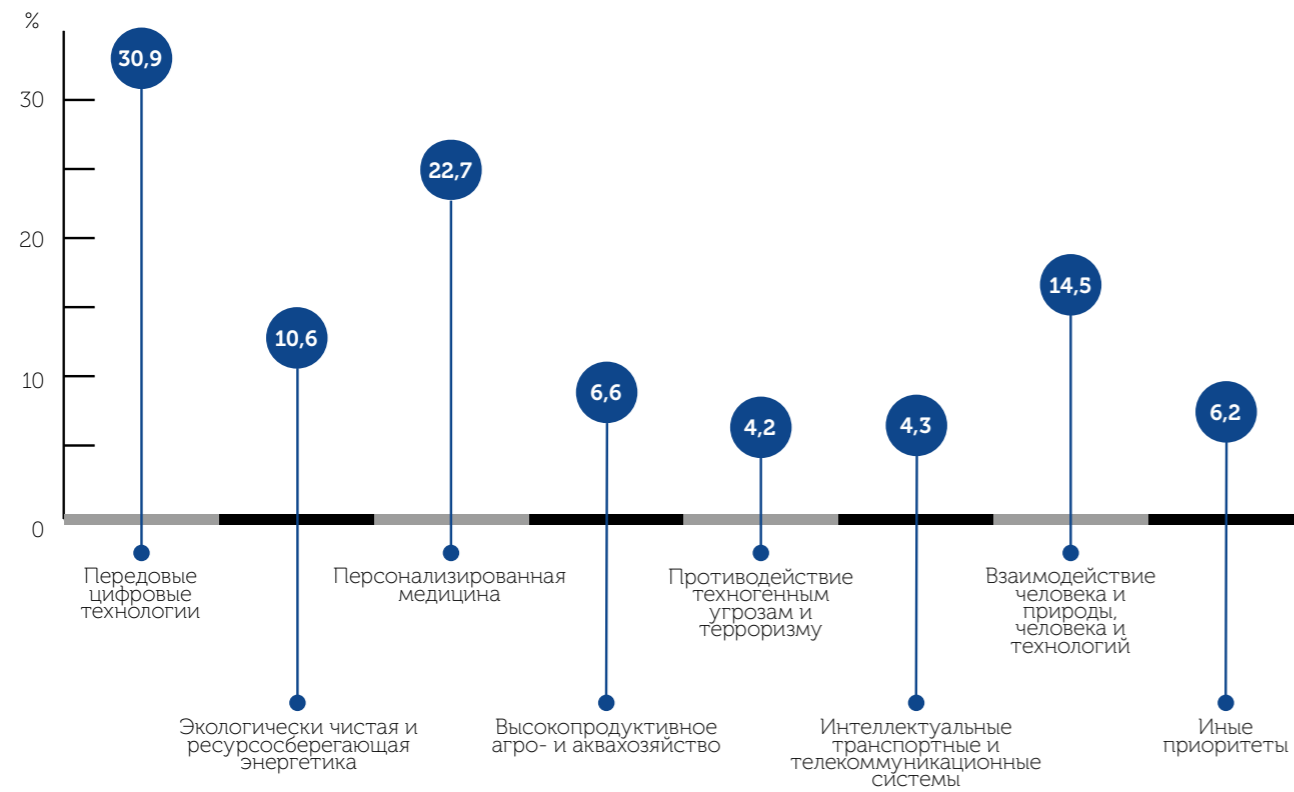 %
30
20
10
0
30,9
10,6
22,7
6,6
4,2
4,3
14,5
6,2
Передовые
цифровые
технологии
Экологически чистая и
ресурсосберегающая
энергетика
Персонализированная
медицина
Высокопродуктивное
агро- и аквахозяйство
Противодействие
техногенным
угрозам и
терроризму
Интеллектуальные
транспортные и
телекоммуникационные
системы
Взаимодействие
человека и
природы,
человека и
технологий
Иные
приоритеты